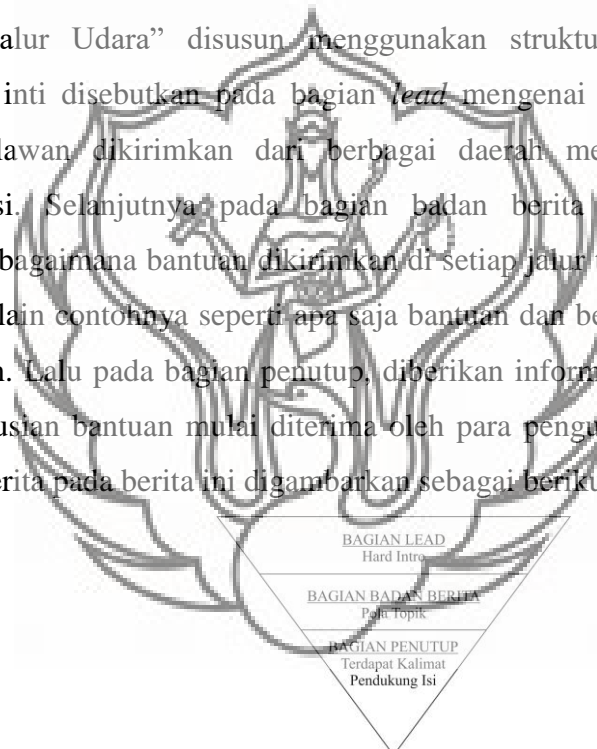 alur Udara” disusun menggunakan struktu
inti disebutkan pada bagian lead mengenai
lawan dikirimkan dari berbagai daerah me
si. Selanjutnya pada bagian badan berita
bagaimana bantuan dikirimkan di setiap jalur
lain contohnya seperti apa saja bantuan dan be
n. Lalu pada bagian penutup, diberikan inform
usian bantuan mulai diterima oleh para pengu
erita pada berita ini digambarkan sebagai beriku
BAGIAN LEAD
Hard Intro
BAGIAN BADAN BERITA
Pola Topik
BAGIAN PENUTUP
Terdapat Kalimat
Pendukung Isi